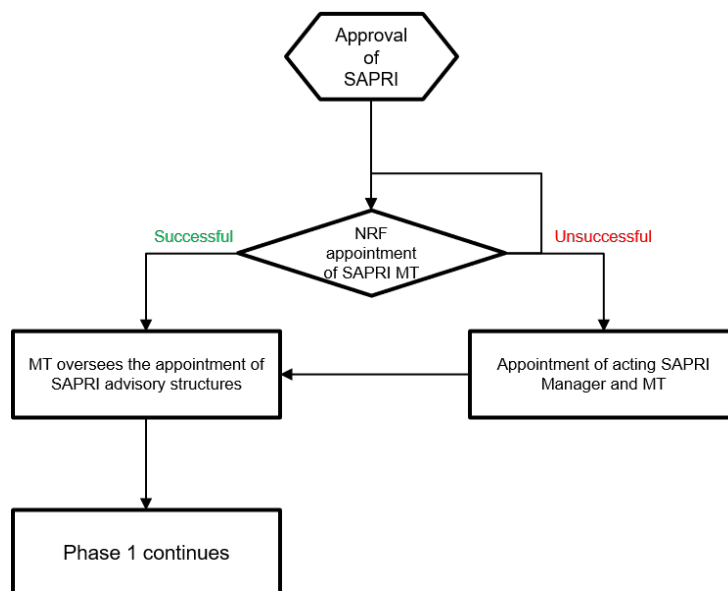 Approval
of
SAPRI
Successful
NRF
appointment
of SAPRI MT
Unsuccessful
MT oversees the appointment of
SAPRI advisory structures
Appointment of acting SAPRI
Manager and MT
Phase 1 continues